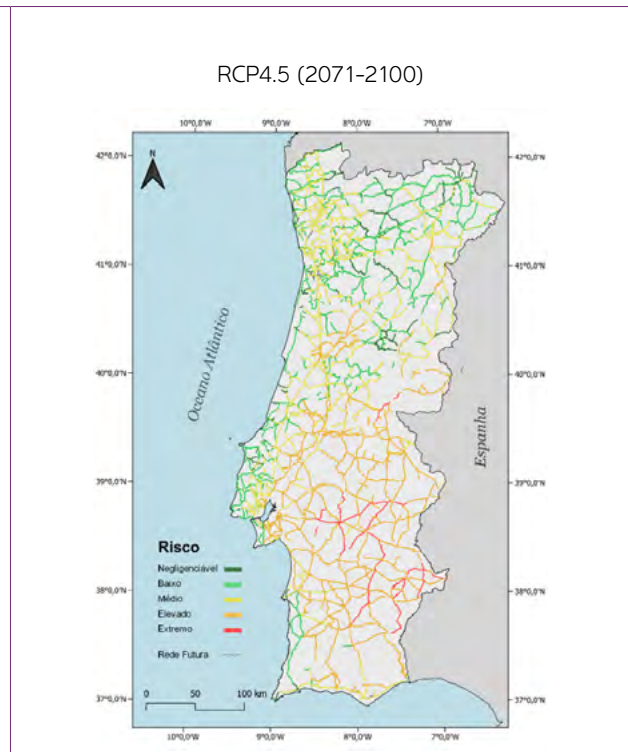 RCP4.5 (2071-2100)
10°0,0'W 9°0,0'W 8°0,0'W 7°0,0'W
N
42°0,0'N 42°0,0'N
41°0,0'N 41°0,0'N
Oceano Atlântico
40°0,0'N 40°0,0'N
Espanha
39°0,0'N 39°0,0'N
Risco
Negligenciável
38°0,0'N 38°0,0'N
Baixo
Médio
Elevado
Extremo
Rede Futura
0 50 100 km
37°0,0'N 37°0,0'N
10°0,0'W 9°0,0'W 8°0,0'W 7°0,0'W